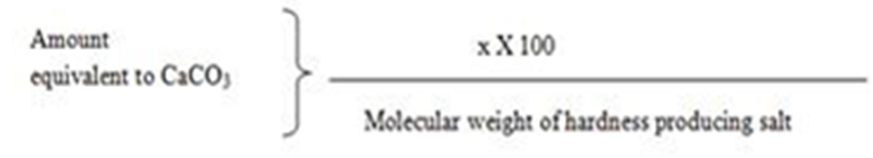 Amount
equivalent to CaCO₃
x X 100
Molecular weight of hardness producing salt